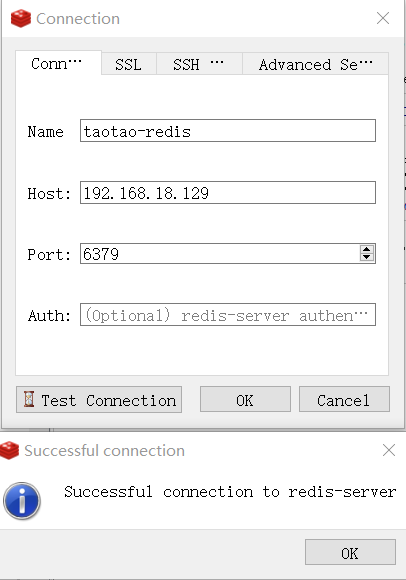 Connection
Conn… SSL SSH … Advanced Se…
Name taotao-redis
Host: 192.168.18.129
Port: 6379
Auth: (Optional) redis-server authen…
Test Connection OK Cancel
Successful connection
Successful connection to redis-server
OK